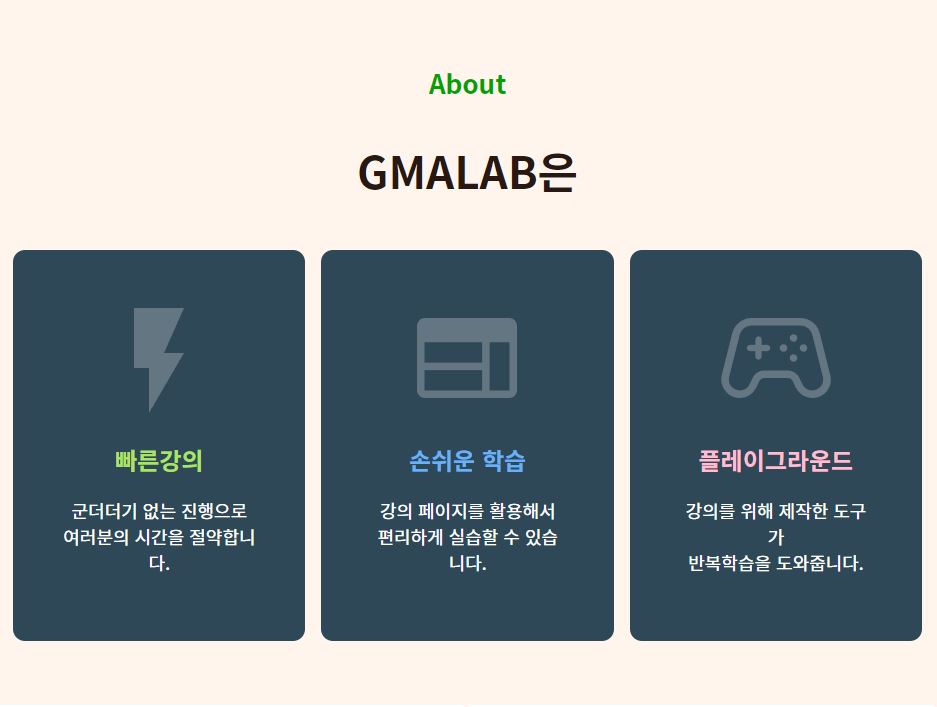 About
GMALAB은
빠른강의
군더더기 없는 진행으로
여러분의 시간을 절약합니
다.
손쉬운 학습
강의 페이지를 활용해서
편리하게 실습할 수 있습
니다.
플레이그라운드
강의를 위해 제작한 도구
가
반복학습을 도와줍니다.